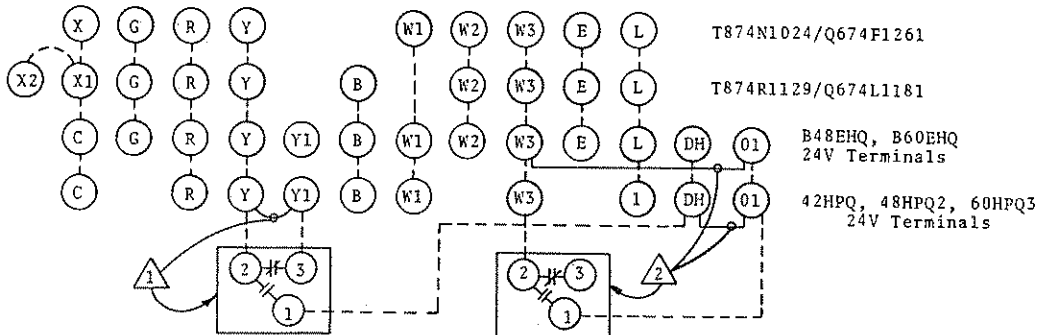 X G R Y W1 W2 W3 E L T874N1024/Q674F1261
X2 X1 G R Y B W2 W3 E L T874R1129/Q674L1181
C G R Y Y1 B W1 W2 W3 E L DH 01 B48EHQ, B60EHQ
24V Terminals
C R Y Y1 B W1 W3 1 DH 01 42HPQ, 48HPQ2, 60HPQ3
24V Terminals
1 2 3 2 3 2
1 1